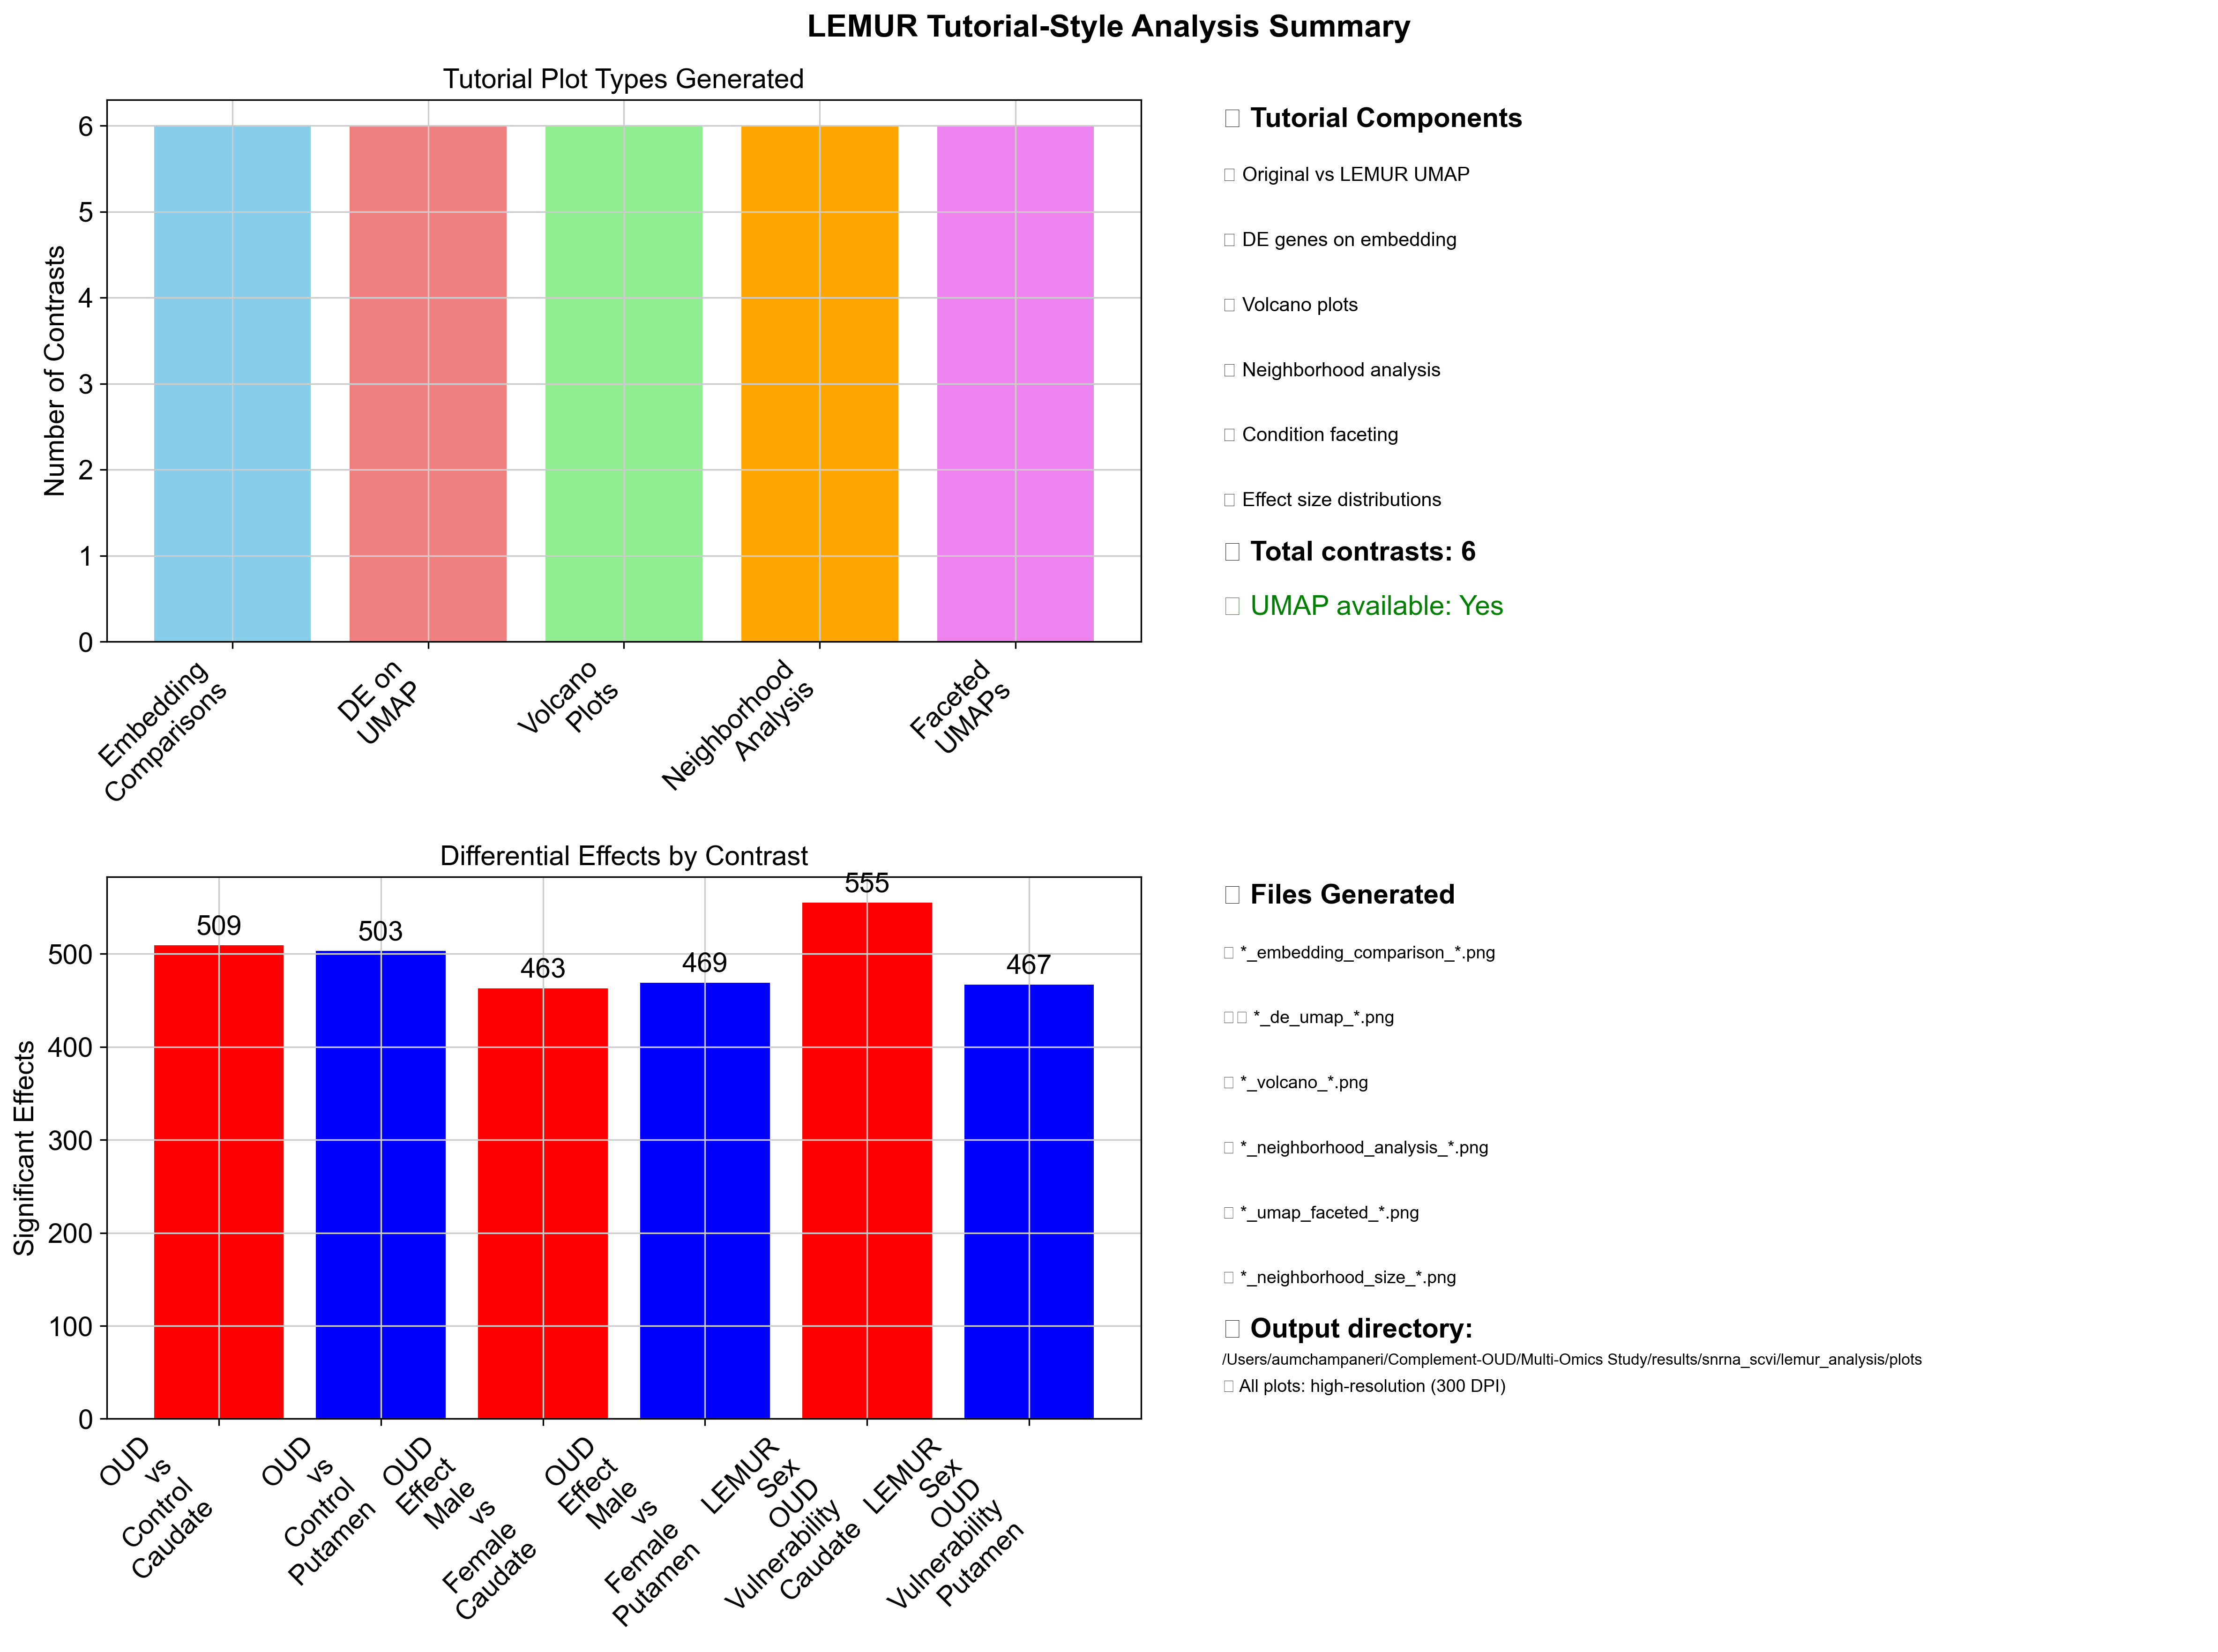 LEMUR Tutorial-Style Analysis Summary
Tutorial Plot Types Generated
Number of Contrasts
6
5
4
3
2
1
0
Embedding
Comparisons
DE on
UMAP
Volcano
Plots
Neighborhood
Analysis
Faceted
UMAPs
Tutorial Components
Original vs LEMUR UMAP
DE genes on embedding
Volcano plots
Neighborhood analysis
Condition faceting
Effect size distributions
Total contrasts: 6
UMAP available: Yes
Differential Effects by Contrast
Significant Effects
500
400
300
200
100
0
509
503
463
469
555
467
OUD
vs
Control
Caudate
OUD
vs
Control
Putamen
OUD
Effect
Male
vs
Female
Caudate
OUD
Effect
Male
vs
Female
Putamen
LEMUR
Sex
OUD
Vulnerability
Caudate
LEMUR
Sex
OUD
Vulnerability
Putamen
Files Generated
*_embedding_comparison_*.png
*_de_umap_*.png
*_volcano_*.png
*_neighborhood_analysis_*.png
*_umap_faceted_*.png
*_neighborhood_size_*.png
Output directory:
/Users/aumchampaneri/Complement-OUD/Multi-Omics Study/results/snrna_scvi/lemur_analysis/plots
All plots: high-resolution (300 DPI)